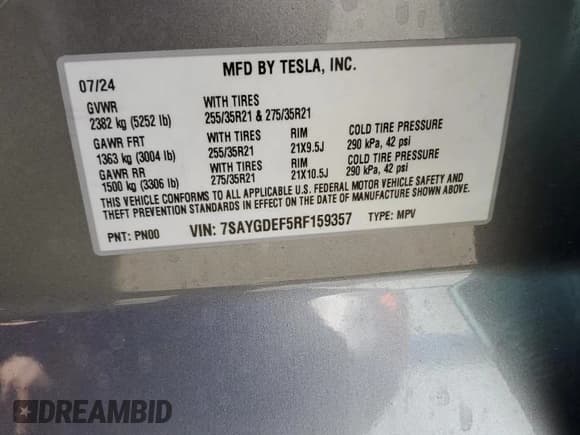 MFD BY TESLA, INC.
07/24
GVWR WITH TIRES
2382 kg (5252 lb) 255/35R21 & 275/35R21
GAWR FRT WITH TIRES RIM COLD TIRE PRESSURE
1363 kg (3004 lb) 255/35R21 21X9.5J 290 kPa, 42 psi
GAWR RR WITH TIRES RIM COLD TIRE PRESSURE
1500 kg (3306 lb) 275/35R21 21X10.5J 290 kPa, 42 psi
THIS VEHICLE CONFORMS TO ALL APPLICABLE U.S. FEDERAL MOTOR VEHICLE SAFETY AND
THEFT PREVENTION STANDARDS IN EFFECT ON THE DATE OF MANUFACTURE SHOWN ABOVE.
PNT: PN00 VIN: 7SAYGDEF5RF159357 TYPE: MPV
DREAMBID